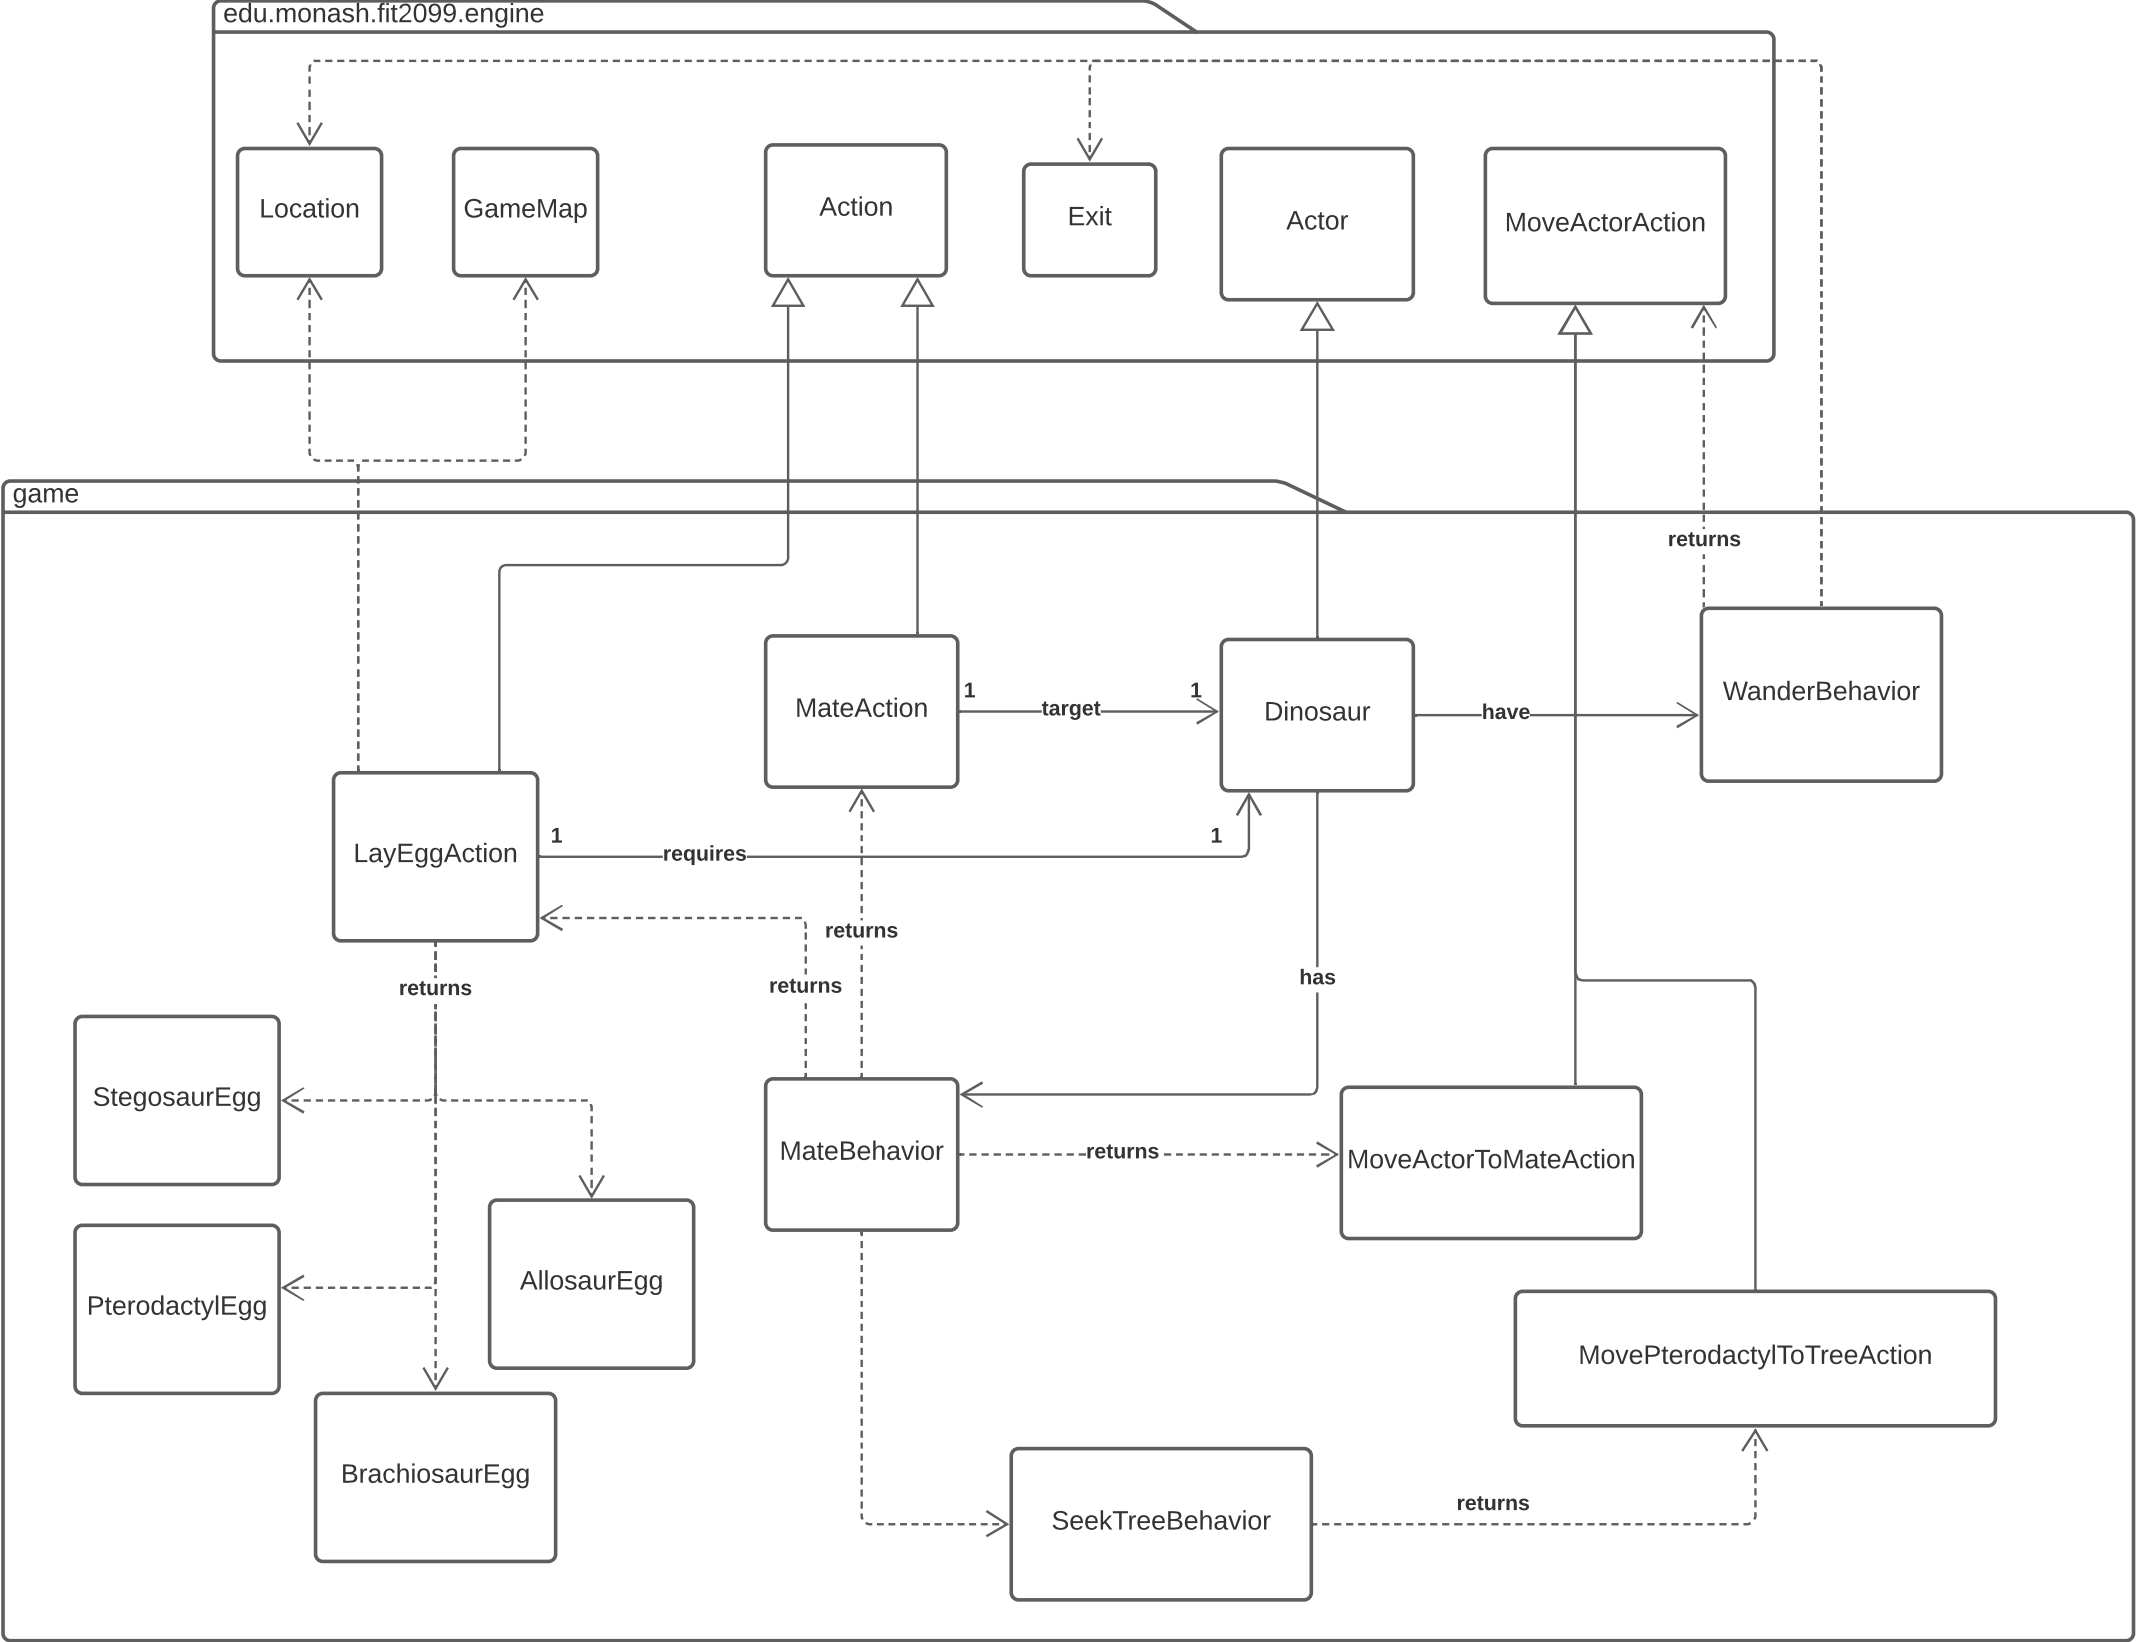 edu.monash.fit2099.engine
Location
GameMap
Action
Exit
Actor
MoveActorAction
game
returns
WanderBehavior
MateAction
1
target
1
Dinosaur
have
LayEggAction
1
requires
1
returns
returns
returns
has
StegosaurEgg
MateBehavior
returns
MoveActorToMateAction
AllosaurEgg
PterodactylEgg
MovePterodactylToTreeAction
BrachiosaurEgg
SeekTreeBehavior
returns